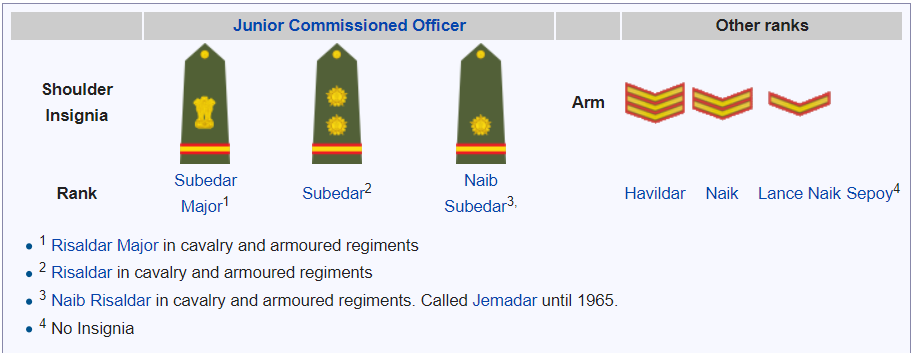 Junior Commissioned Officer Other ranks
Shoulder Insignia Arm
Rank Subedar Major1 Subedar2 Naib Subedar3, Havildar Naik Lance Naik Sepoy4
• 1 Risaldar Major in cavalry and armoured regiments
• 2 Risaldar in cavalry and armoured regiments
• 3 Naib Risaldar in cavalry and armoured regiments. Called Jemadar until 1965.
• 4 No Insignia